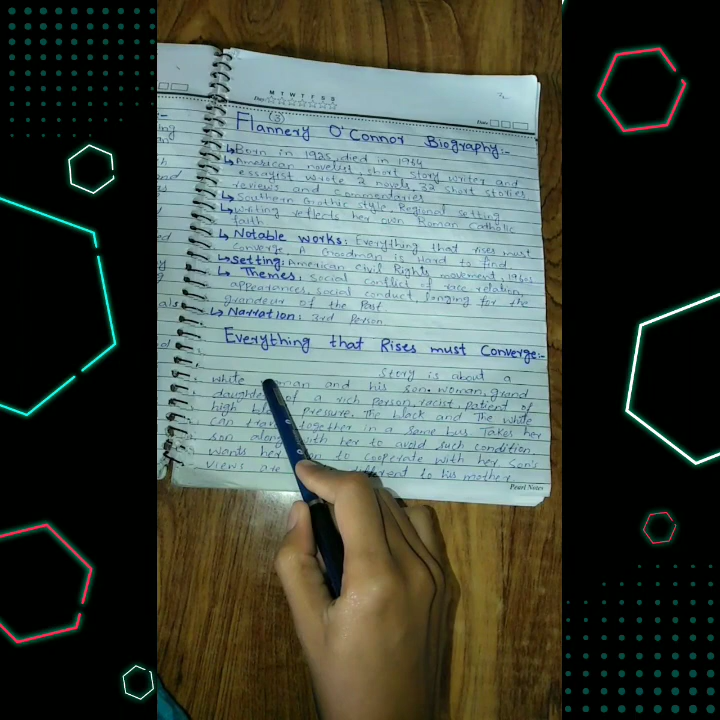 M T W T F S S
Day
Date
(3)
Flannery O'Connor Biography:-
↳ Born in 1925, died in 1964
↳ American novelist, short story writer and
essayist wrote 2 novels, 32 short stories,
reviews and commentaries
↳ Southern Gothic style, Regional setting
↳ writing reflects her own Roman Catholic
faith
↳ Notable works: Everything that rises must
converge, A Goodman is Hard to find
↳ Setting: American civil Rights movement, 1960s
↳ Themes: Social conflict of race relation,
appearances, social conduct, longing for the
grandeur of the Past
↳ Narration: 3rd Person
Everything that Rises must Converge:-
Story is about a
white and his son. woman, grand
of a rich person, racist, patient of
high pressure. The black and The white
can together in a same bus Takes her
son along with her to avoid such condition.
wants her to cooperate with her Son's
views are different to his mother
Pearl Notes
als